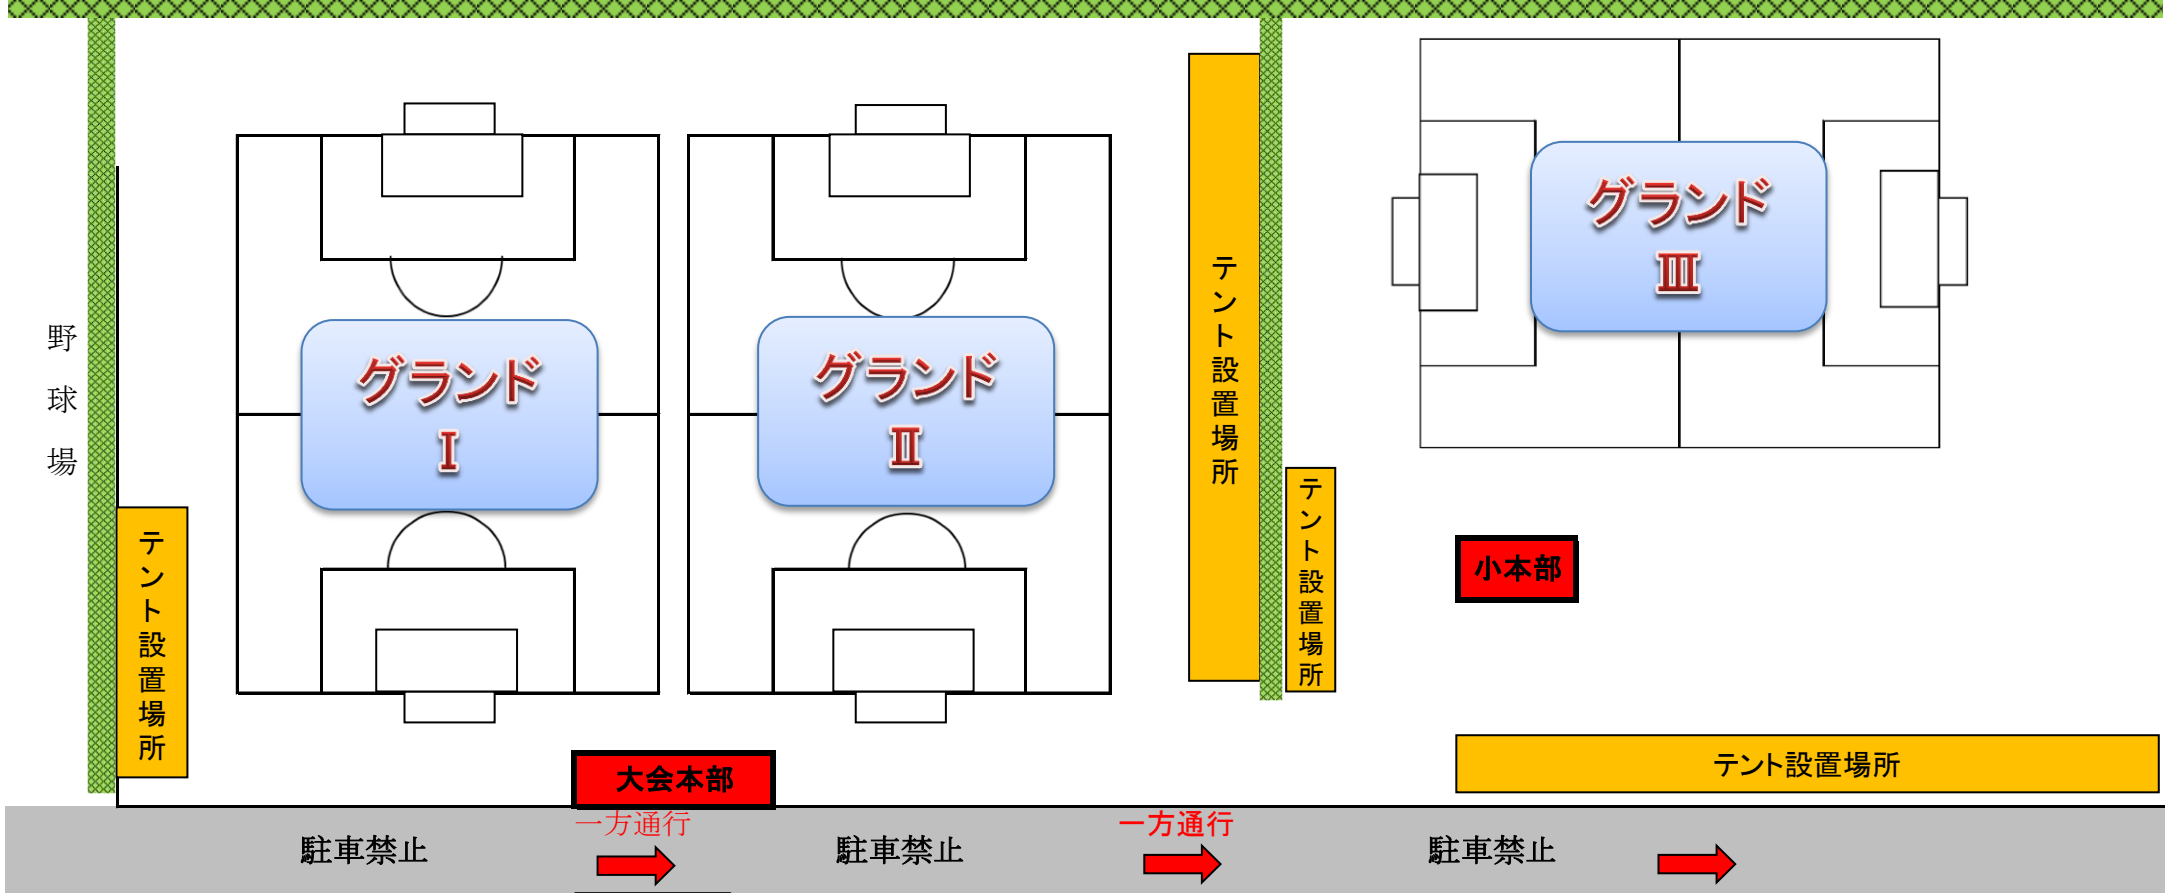 野球場
テント設置場所
グランド
Ⅰ
グランド
Ⅱ
テント設置場所
テント設置場所
グランド
Ⅲ
小本部
テント設置場所
大会本部
一方通行
一方通行
駐車禁止
駐車禁止
駐車禁止